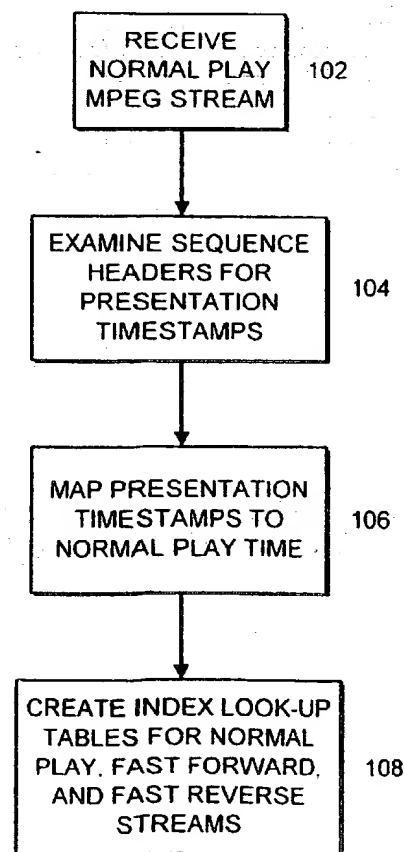 RECEIVE
NORMAL PLAY
MPEG STREAM
102
EXAMINE SEQUENCE
HEADERS FOR
PRESENTATION
TIMESTAMPS
104
MAP PRESENTATION
TIMESTAMPS TO
NORMAL PLAY TIME
106
CREATE INDEX LOOK-UP
TABLES FOR NORMAL
PLAY, FAST FORWARD,
AND FAST REVERSE
STREAMS
108